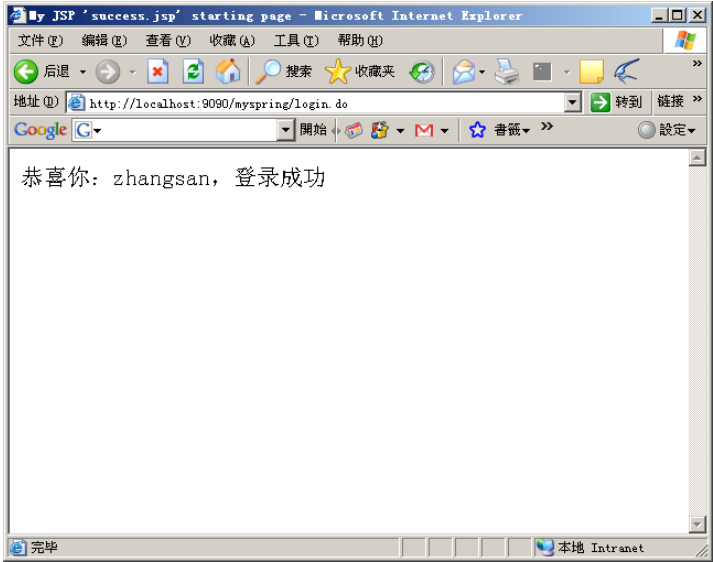 My JSP 'success.jsp' starting page - Microsoft Internet Explorer
文件(F) 编辑(E) 查看(V) 收藏(A) 工具(T) 帮助(H)
后退 搜索 收藏夹 »
地址(D) http://localhost:9090/myspring/login.do 转到 链接 »
Google G 開始 書籤 » 設定
恭喜你: zhangsan, 登录成功
完毕 本地 Intranet